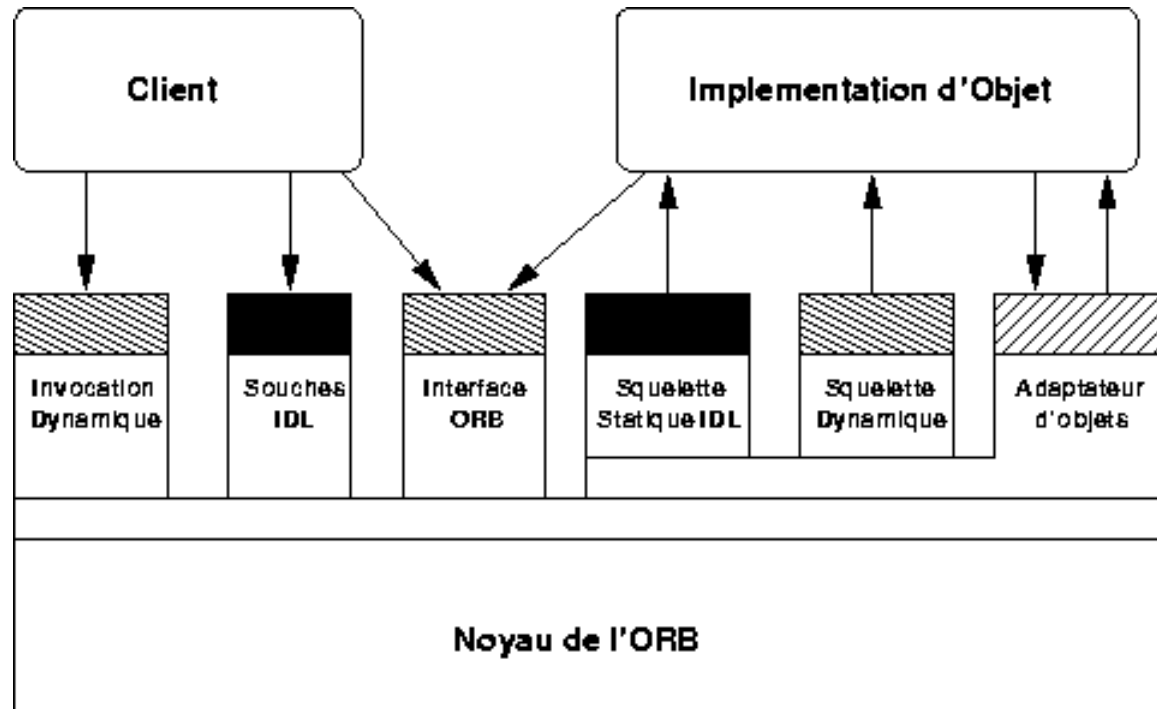 Client
Implementation d'Objet
Invocation
Dynamique
Souches
IDL
Interface
ORB
Squelette
Statique IDL
Squelette
Dynamique
Adaptateur
d'objets
Noyau de l'ORB